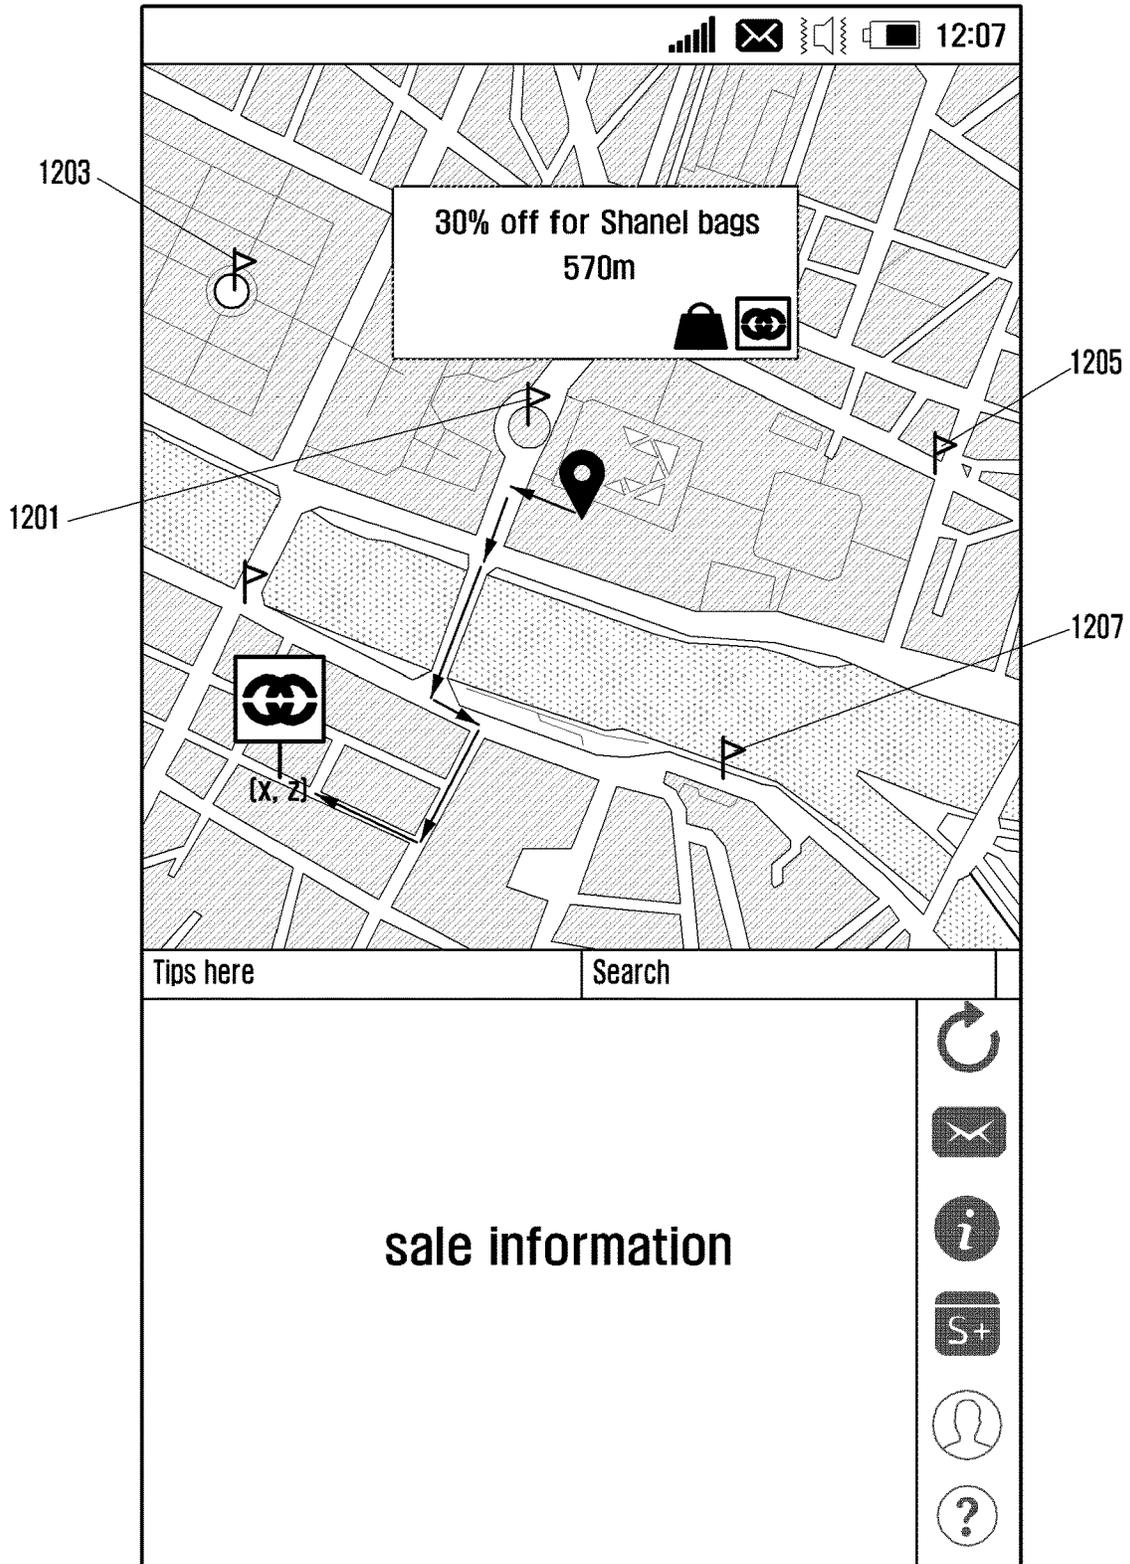 12:07
1203
30% off for Shanel bags
570m
1205
1201
1207
(x, z)
Tips here
Search
sale information
i
S+
?